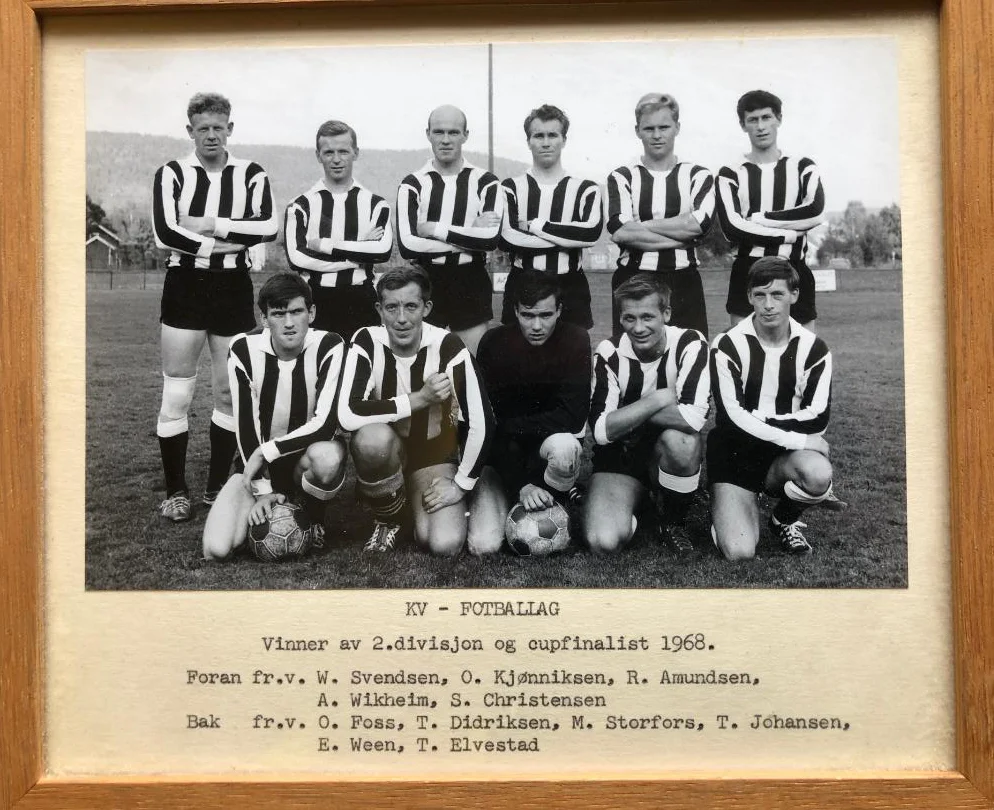 KV - FOTBALLAG
Vinner av 2.divisjon og cupfinalist 1968.
Foran fr.v. W. Svendsen, O. Kjønniksen, R. Amundsen,
A. Wikheim, S. Christensen
Bak fr.v. O. Foss, T. Didriksen, M. Storfors, T. Johansen,
E. Ween, T. Elvestad